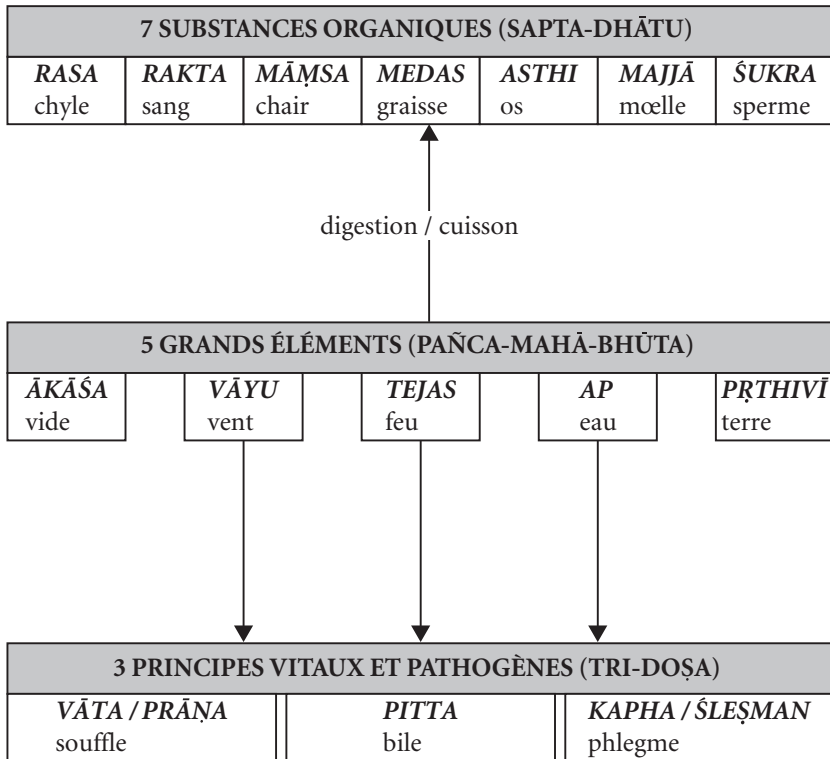 7 SUBSTANCES ORGANIQUES (SAPTA-DHĀTU)
RASA RAKTA MĀṂSA MEDAS ASTHI MAJJĀ ŚUKRA
chyle sang chair graisse os mœlle sperme
digestion / cuisson
5 GRANDS ÉLÉMENTS (PAÑCA-MAHĀ-BHŪTA)
ĀKĀŚA VĀYU TEJAS AP PṚTHIVĪ
vide vent feu eau terre
3 PRINCIPES VITAUX ET PATHOGÈNES (TRI-DOṢA)
VĀTA / PRĀṆA PITTA KAPHA / ŚLEṢMAN
souffle bile phlegme